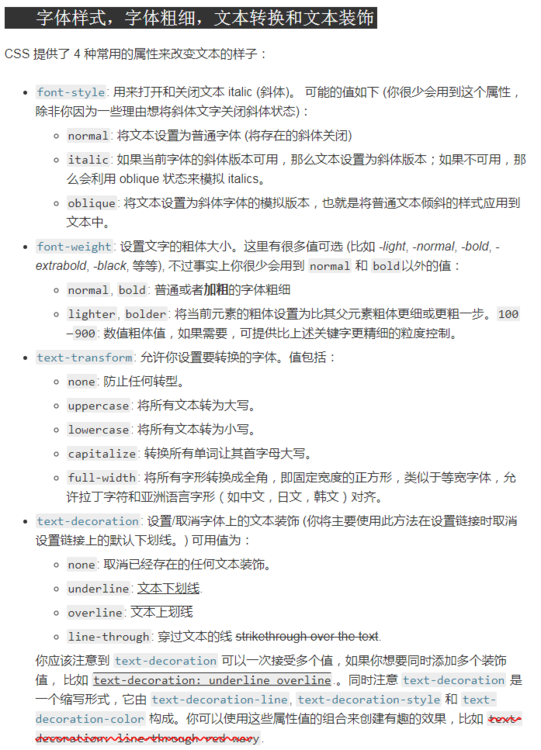 字体样式，字体粗细，文本转换和文本装饰
CSS 提供了 4 种常用的属性来改变文本的样子：
font-style: 用来打开和关闭文本 italic (斜体)。 可能的值如下 (你很少会用到这个属性，
除非你因为一些理由想将斜体文字关闭斜体状态)：
normal: 将文本设置为普通字体 (将存在的斜体关闭)
italic: 如果当前字体的斜体版本可用，那么文本设置为斜体版本；如果不可用，那
么会利用 oblique 状态来模拟 italics。
oblique: 将文本设置为斜体字体的模拟版本，也就是将普通文本倾斜的样式应用到
文本中。
font-weight: 设置文字的粗体大小。这里有很多值可选 (比如 -light, -normal, -bold, -
extrabold, -black, 等等), 不过事实上你很少会用到 normal 和 bold以外的值：
normal, bold: 普通或者加粗的字体粗细
lighter, bolder: 将当前元素的粗体设置为比其父元素粗体更细或更粗一步。100
–900: 数值粗体值，如果需要，可提供比上述关键字更精细的粒度控制。
text-transform: 允许你设置要转换的字体。值包括：
none: 防止任何转型。
uppercase: 将所有文本转为大写。
lowercase: 将所有文本转为小写。
capitalize: 转换所有单词让其首字母大写。
full-width: 将所有字形转换成全角，即固定宽度的正方形，类似于等宽字体，允
许拉丁字符和亚洲语言字形（如中文，日文，韩文）对齐。
text-decoration: 设置/取消字体上的文本装饰 (你将主要使用此方法在设置链接时取消
设置链接上的默认下划线。) 可用值为：
none: 取消已经存在的任何文本装饰。
underline: 文本下划线.
overline: 文本上划线
line-through: 穿过文本的线 strikethrough over the text.
你应该注意到 text-decoration 可以一次接受多个值，如果你想要同时添加多个装饰
值， 比如 text-decoration: underline overline.。同时注意 text-decoration 是
一个缩写形式，它由 text-decoration-line, text-decoration-style 和 text-
decoration-color 构成。你可以使用这些属性值的组合来创建有趣的效果，比如 text-
decoration: line-through red wavy.